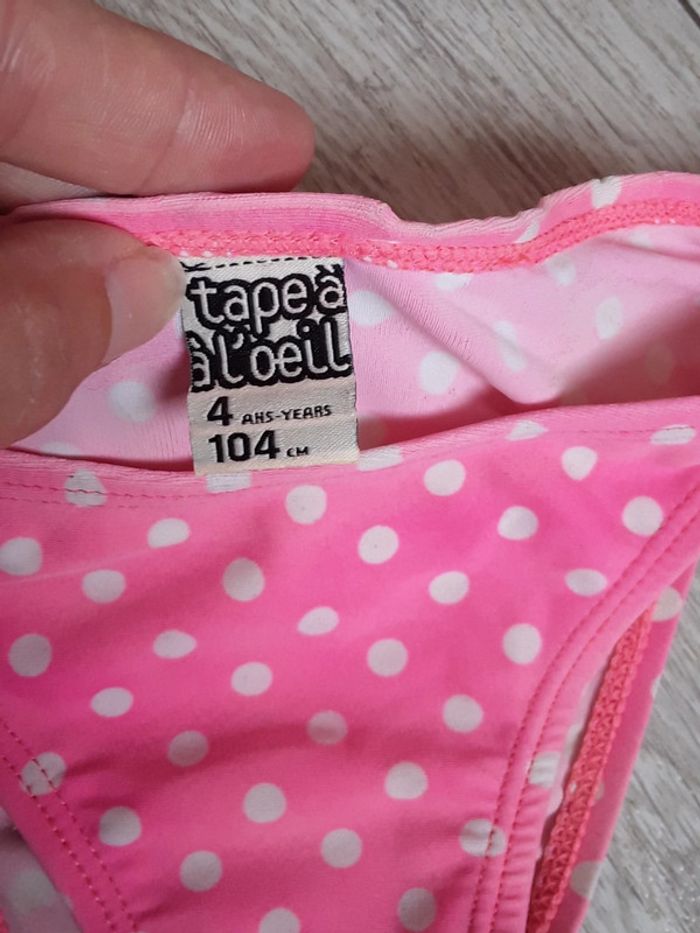 tape à
à l'oeil
4 ANS-YEARS
104 CM